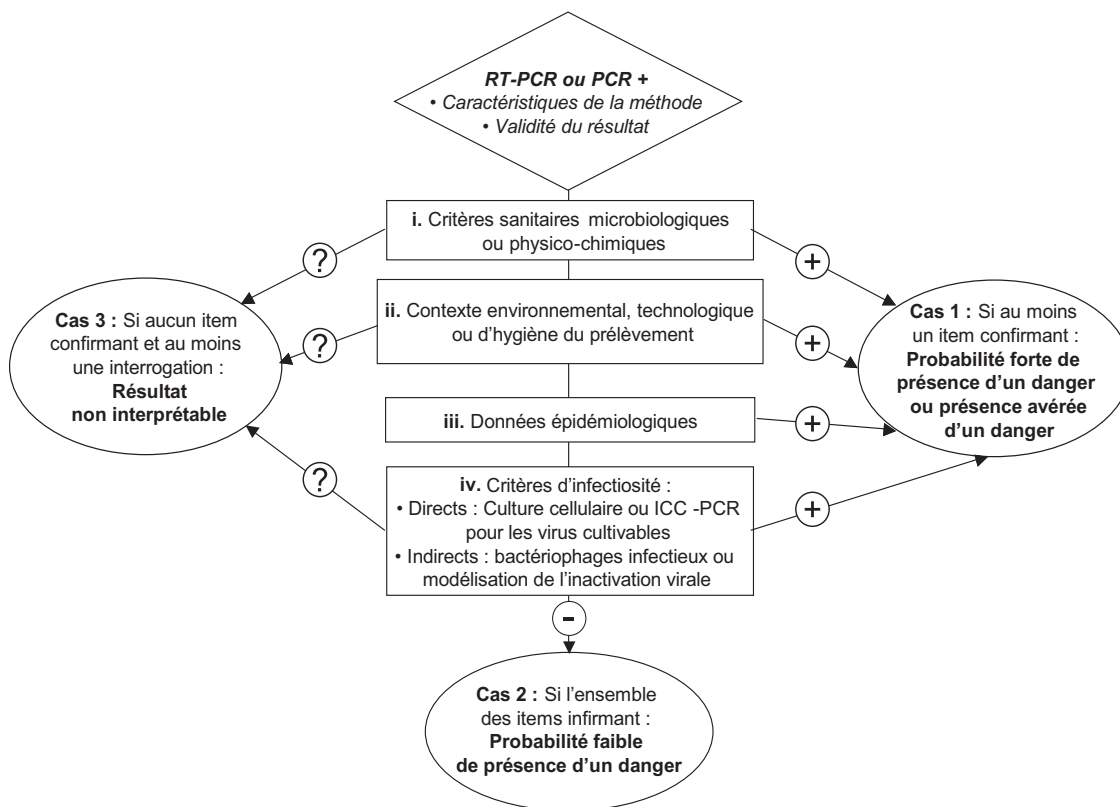 RT-PCR ou PCR +
• Caractéristiques de la méthode
• Validité du résultat
i. Critères sanitaires microbiologiques
ou physico-chimiques
?
+
ii. Contexte environnemental, technologique
ou d'hygiène du prélèvement
?
+
Cas 3 : Si aucun item
confirmant et au moins
une interrogation :
Résultat
non interprétable
Cas 1 : Si au moins
un item confirmant :
Probabilité forte de
présence d'un danger
ou présence avérée
d'un danger
iii. Données épidémiologiques
+
iv. Critères d'infectiosité :
• Directs : Culture cellulaire ou ICC -PCR
pour les virus cultivables
• Indirects : bactériophages infectieux ou
modélisation de l'inactivation virale
?
+
-
Cas 2 : Si l'ensemble
des items infirmant :
Probabilité faible
de présence d'un danger